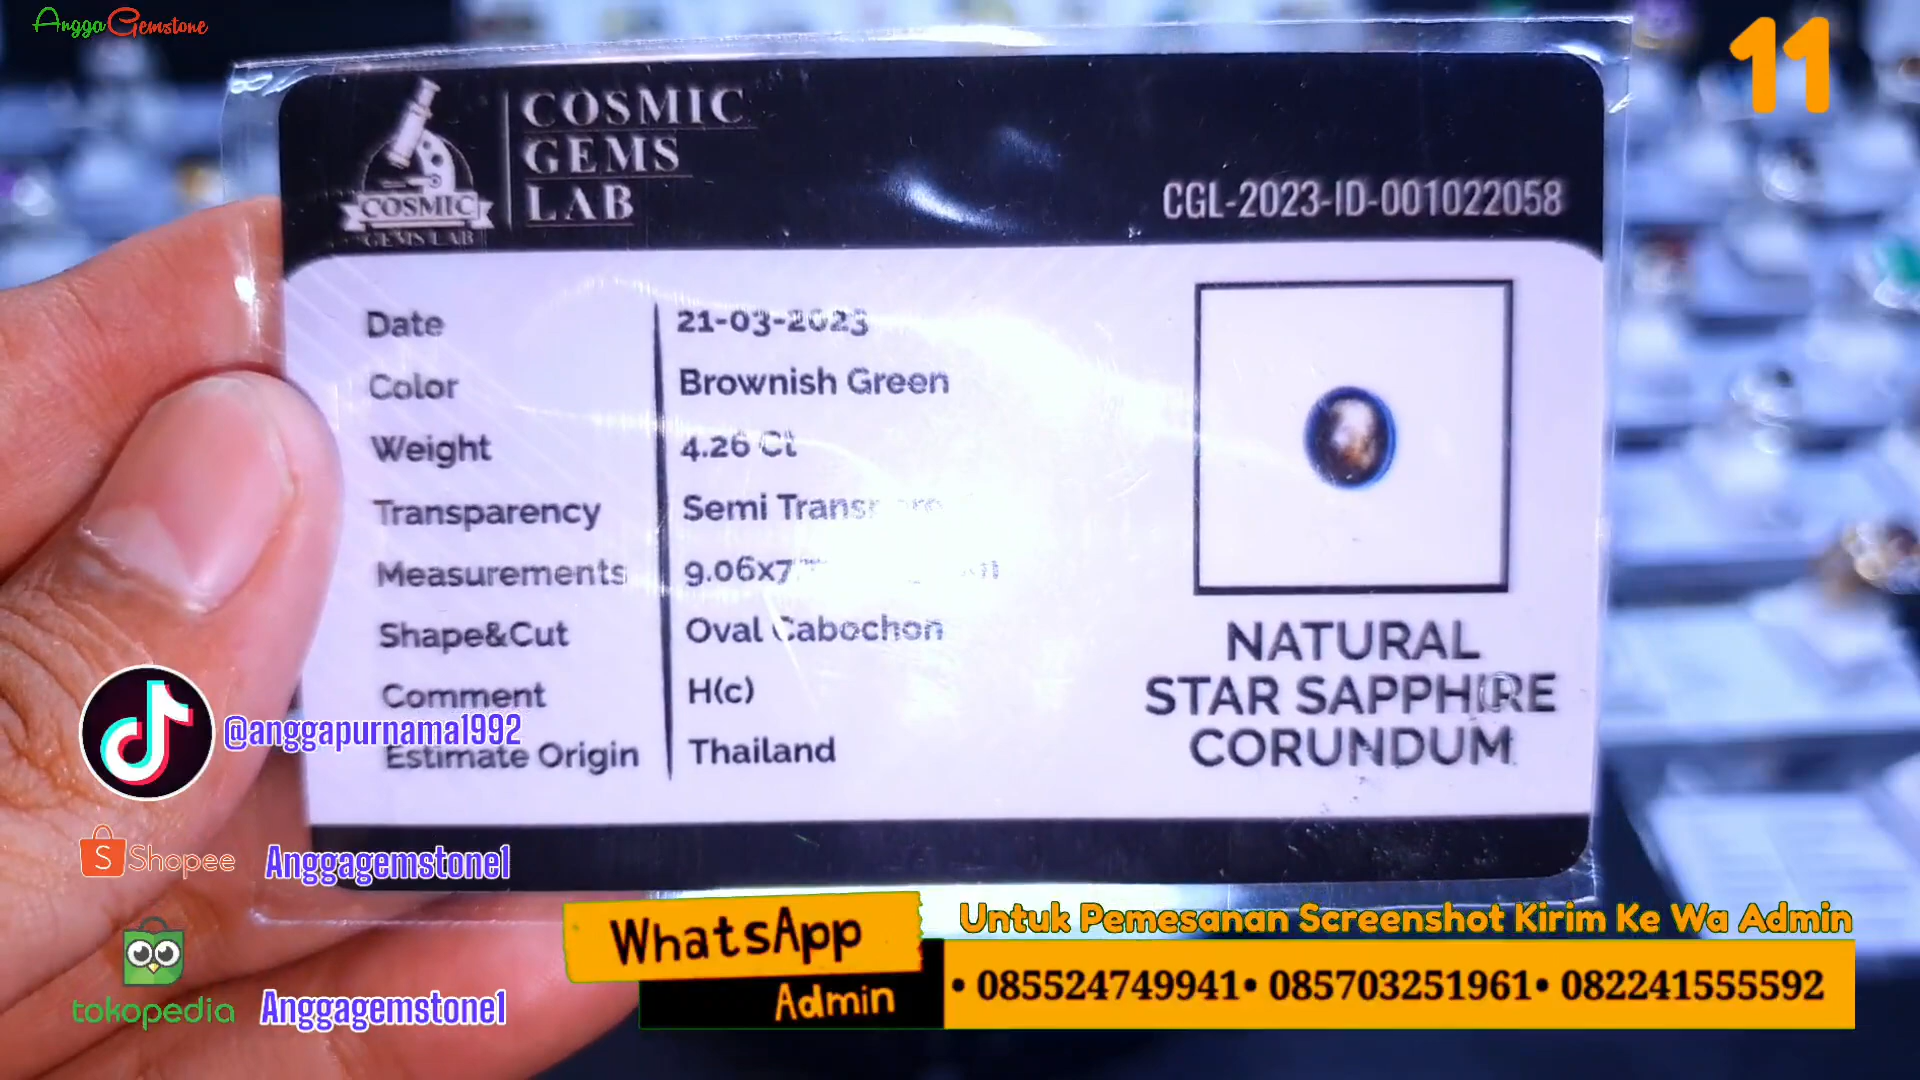 Angga Gemstone
11
COSMIC
GEMS
LAB
COSMIC
GEMS LAB
CGL-2023-ID-001022058
Date 21-03-2023
Color Brownish Green
Weight 4.26 Ct
Transparency Semi
Measurements
Shape&Cut Oval Cabochon
Comment H(c)
Estimate Origin Thailand
NATURAL
STAR SAPPHIRE
CORUNDUM
@anggapurnama1992
Shopee Anggagemstone1
tokopedia Anggagemstone1
WhatsApp
Admin
Untuk Pemesanan Screenshot Kirim Ke Wa Admin
• 085524749941• 085703251961• 082241555592